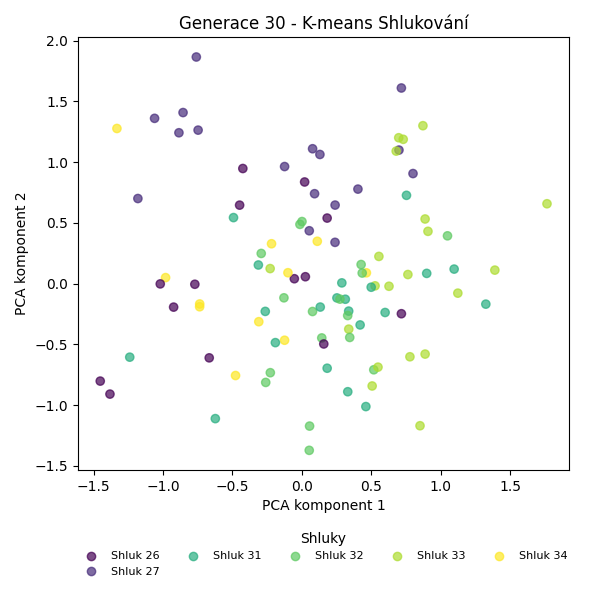 Generace 30 - K-means Shlukování
PCA komponent 2
2.0
1.5
1.0
0.5
0.0
−0.5
−1.0
−1.5
−1.5 −1.0 −0.5 0.0 0.5 1.0 1.5
PCA komponent 1
Shluky
Shluk 26 Shluk 31 Shluk 32 Shluk 33 Shluk 34
Shluk 27